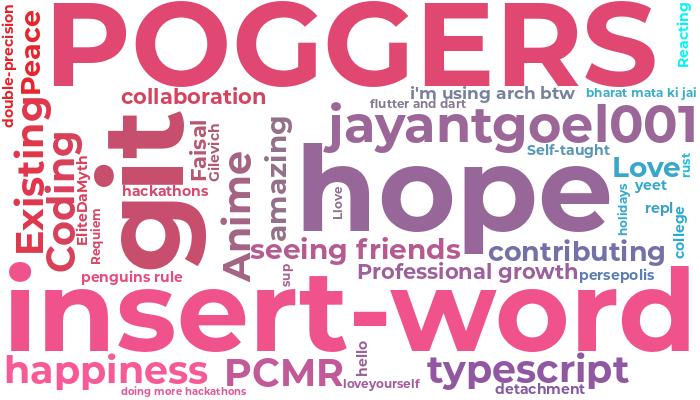 POGGERS
double-precision
Peace
Reacting
collaboration
i'm using arch btw
bharat mata ki jai
flutter and dart
jayantgoel001
Existing
Coding
git
Faisal
Gilevich
amazing
Self-taught
hope
Love
rust
EliteDaMyth
hackathons
Anime
Llove
yeet
holidays
repl
college
Requiem
seeing friends
contributing
penguins rule
sup
Professional growth
persepolis
insert-word
happiness
PCMR
hello
loveyourself
typescript
detachment
doing more hackathons